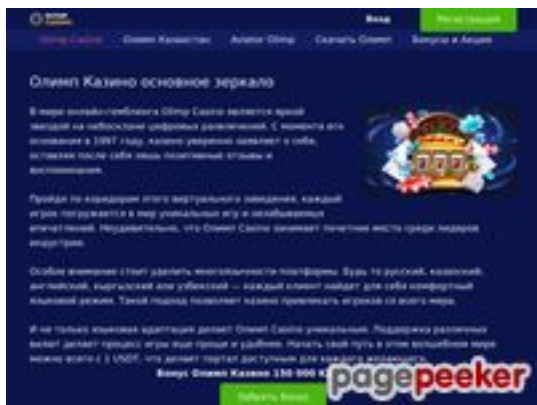 Вход
Регистрация
Olimp Casino Олимп Казахстан Aviator Olimp Скачать Олимп Бонусы и Акции
Олимп Казино основное зеркало
В мире онлайн-гемблинга Olimp Casino является яркой
звездой на небосклоне цифровых развлечений. С момента его
основания в 1997 году, казино уверенно заявляет о себе,
оставляя после себя лишь позитивные отзывы и
воспоминания.
Пройдя по коридорам этого виртуального заведения, каждый
игрок погружается в мир уникальных игр и незабываемых
впечатлений. Неудивительно, что Олимп Casino занимает почетное место среди лидеров
индустрии.
Особое внимание стоит уделить многоязычности платформы. Будь то русский, казахский,
английский, кыргызский или узбекский — каждый клиент найдет для себя комфортный
языковой режим. Такой подход позволяет казино привлекать игроков со всего мира.
И не только языковая адаптация делает Олимп Casino уникальным. Поддержка различных
валют делает процесс игры еще проще и удобнее. Начать свой путь в этом волшебном мире
можно всего с 1 USDT, что делает портал доступным для каждого желающего.
Бонус Олимп Казино 150 000
Забрать бонус
pagepeeker